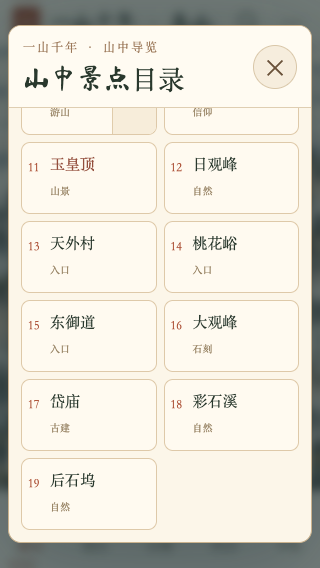 一山千年 · 山中导览
山中景点目录
游山
信仰
11 玉皇顶
山景
12 日观峰
自然
13 天外村
入口
14 桃花峪
入口
15 东御道
入口
16 大观峰
石刻
17 岱庙
古建
18 彩石溪
自然
19 后石坞
自然